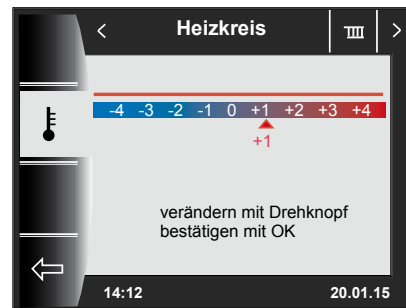 < Heizkreis >
-4 -3 -2 -1 0 +1 +2 +3 +4
+1
verändern mit Drehknopf
bestätigen mit OK
14:12 20.01.15